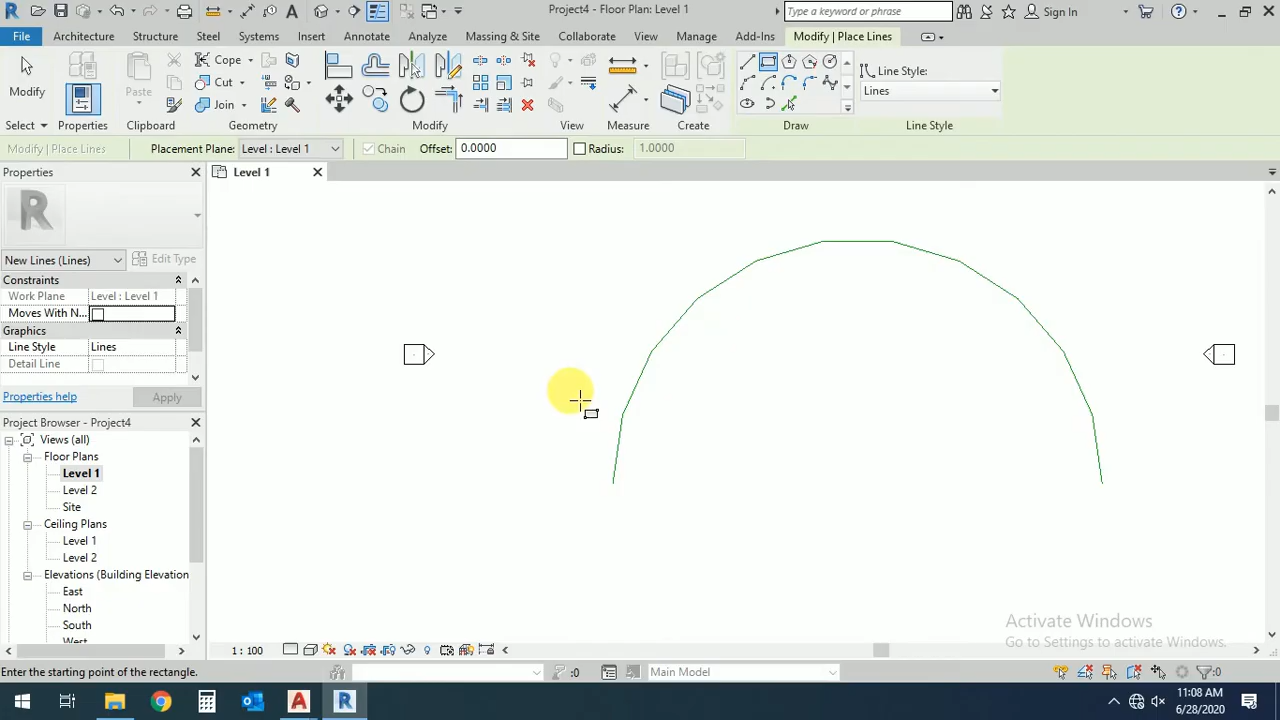 Project4 - Floor Plan: Level 1
Type a keyword or phrase
Sign In
File
Architecture
Structure
Steel
Systems
Insert
Annotate
Analyze
Massing & Site
Collaborate
View
Manage
Add-Ins
Modify | Place Lines
Modify
Paste
Cope
Cut
Join
Line Style:
Lines
Select
Properties
Clipboard
Geometry
Modify
View
Measure
Create
Draw
Line Style
Modify | Place Lines
Placement Plane:
Level : Level 1
Chain
Offset:
0.0000
Radius:
1.0000
Properties
Level 1
New Lines (Lines)
Edit Type
Constraints
Work Plane
Level : Level 1
Moves With N...
Graphics
Line Style
Lines
Detail Line
Properties help
Apply
Project Browser - Project4
Views (all)
Floor Plans
Level 1
Level 2
Site
Ceiling Plans
Level 1
Level 2
Elevations (Building Elevation
East
North
South
West
Activate Windows
Go to Settings to activate Windows.
1 : 100
Enter the starting point of the rectangle.
:0
Main Model
:0
11:08 AM
6/28/2020